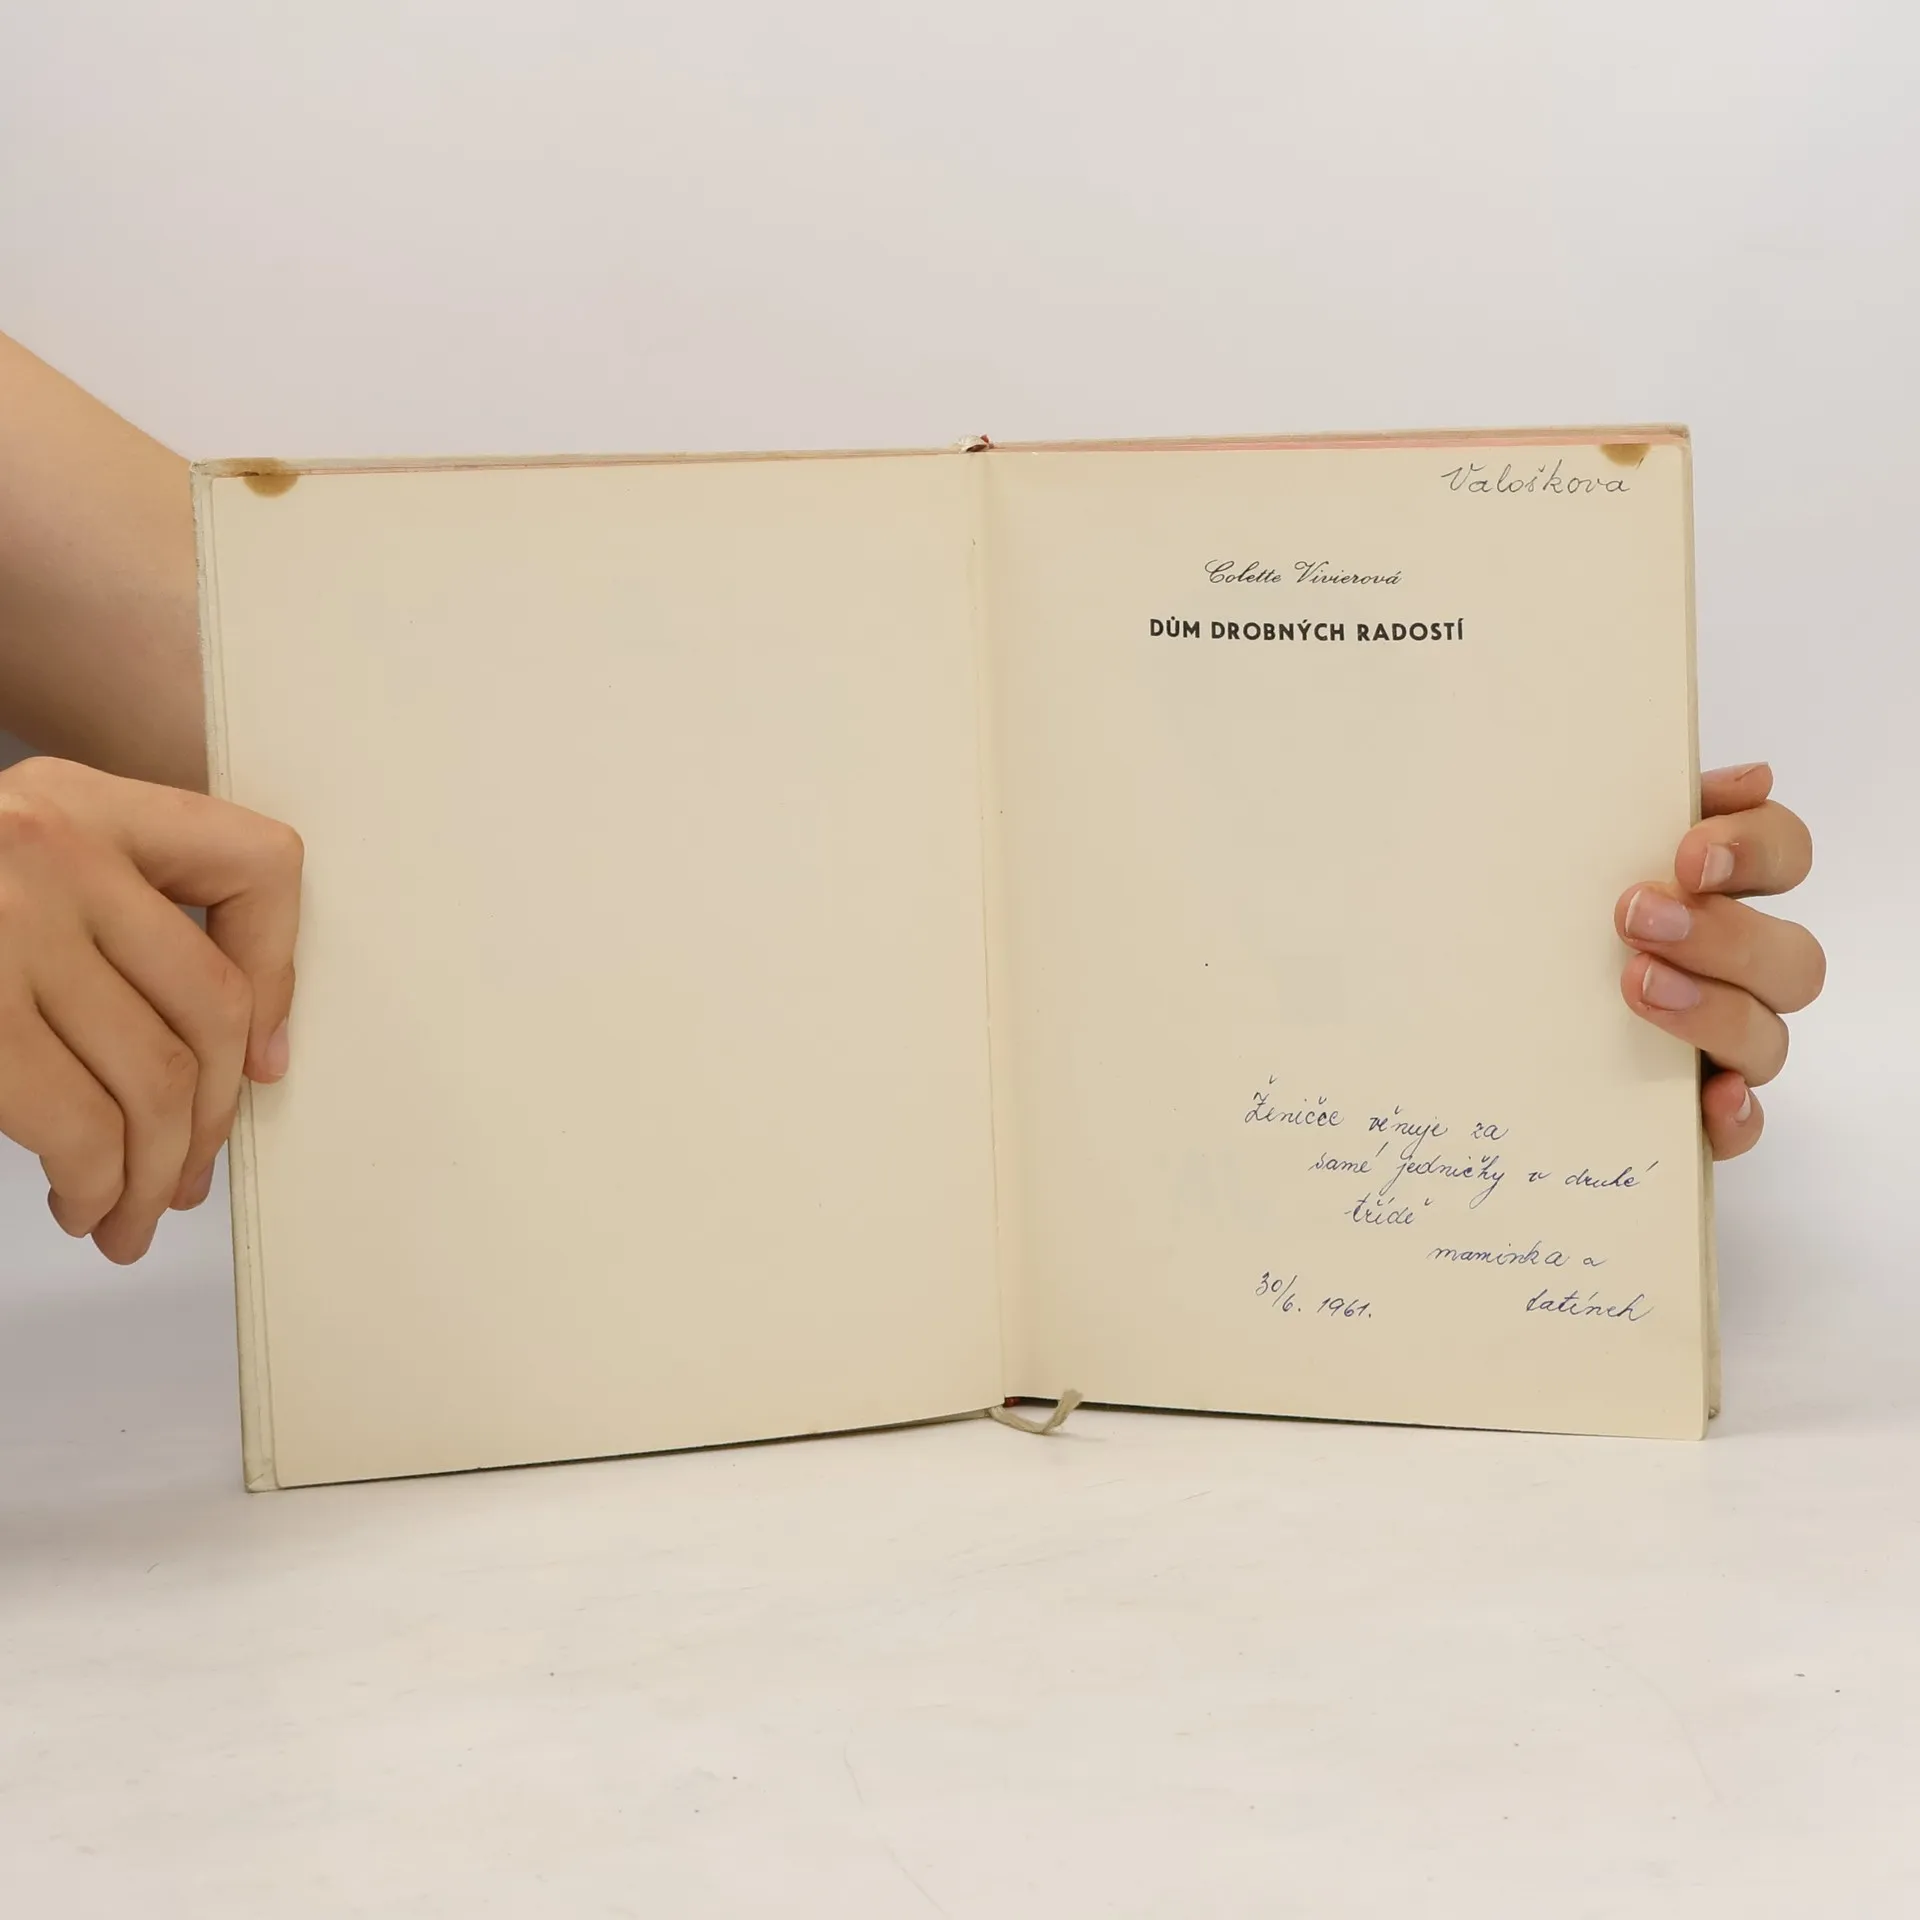 Valoškova
Colette Vivierová
DŮM DROBNÝCH RADOSTÍ
Ženičce věnuje za
samé jedničky v druhé
třídě
maminka a
tatínek
30/6. 1961.